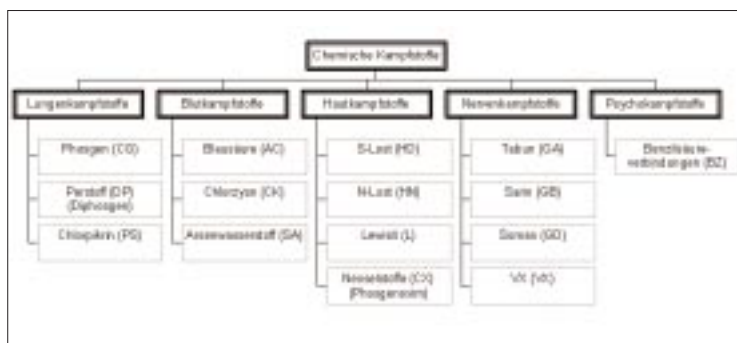 Chemische Kampfstoffe
Lungenkampfstoffe
Blutkampfstoffe
Hautkampfstoffe
Nervenkampfstoffe
Psychokampfstoffe
Phosgen (CG)
Perstoff (DP)
(Diphosgen)
Chlorpikrin (PS)
Blausäure (AC)
Chlorzyan (CK)
Arsenwasserstoff (SA)
S-Lost (HD)
N-Lost (HN)
Lewisit (L)
Nesselstoffe (CX)
(Phosgenoxim)
Tabun (GA)
Sarin (GB)
Soman (GD)
VX (VX)
Benzilsäure-
verbindungen (BZ)